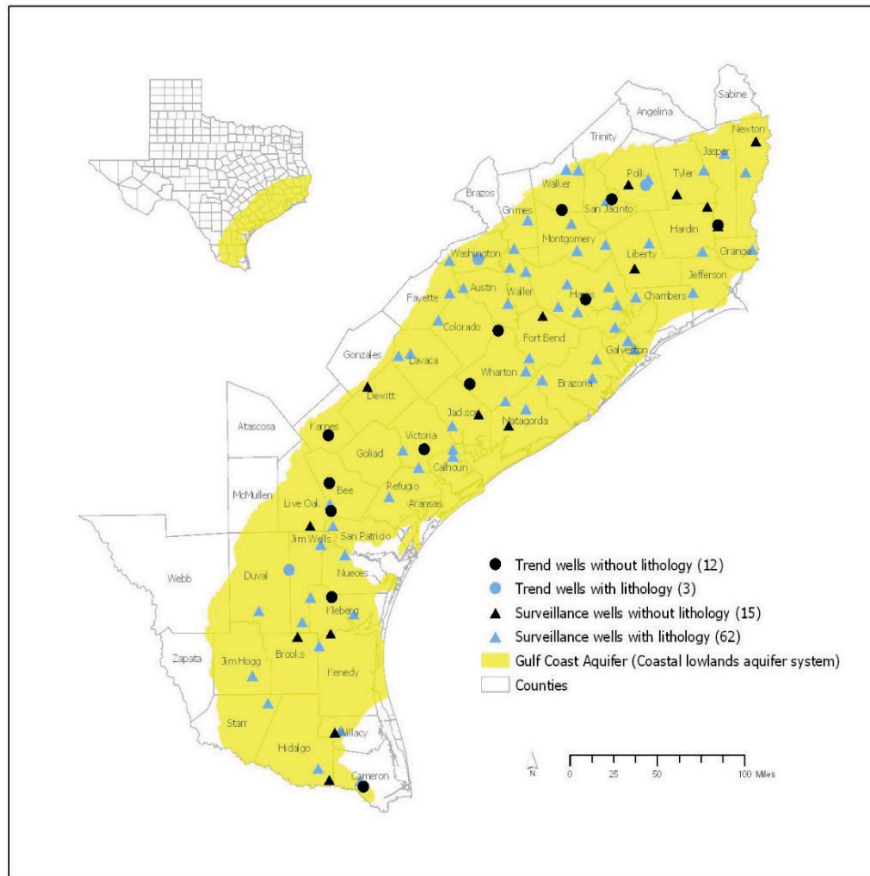 Sabine
Angelina
Newton
Trinity
Jasper
Polk
Tyler
Walker
Brazos
San Jacinto
Grimes
Hardin
Montgomery
Liberty
Orange
Washington
Jefferson
Austin
Waller
Harris
Chambers
Fayette
Colorado
Fort Bend
Galveston
Gonzales
Lavaca
Wharton
Brazoria
Dewitt
Jackson
Matagorda
Atascosa
Karnes
Victoria
Goliad
Calhoun
McMullen
Bee
Refugio
Live Oak
Aransas
Jim Wells
San Patricio
Webb
Duval
Nueces
Kleberg
Zapata
Brooks
Jim Hogg
Kenedy
Starr
Willacy
Hidalgo
Cameron
Trend wells without lithology (12)
Trend wells with lithology (3)
Surveillance wells without lithology (15)
Surveillance wells with lithology (62)
Gulf Coast Aquifer (Coastal lowlands aquifer system)
Counties
N
0 25 50 100 Miles